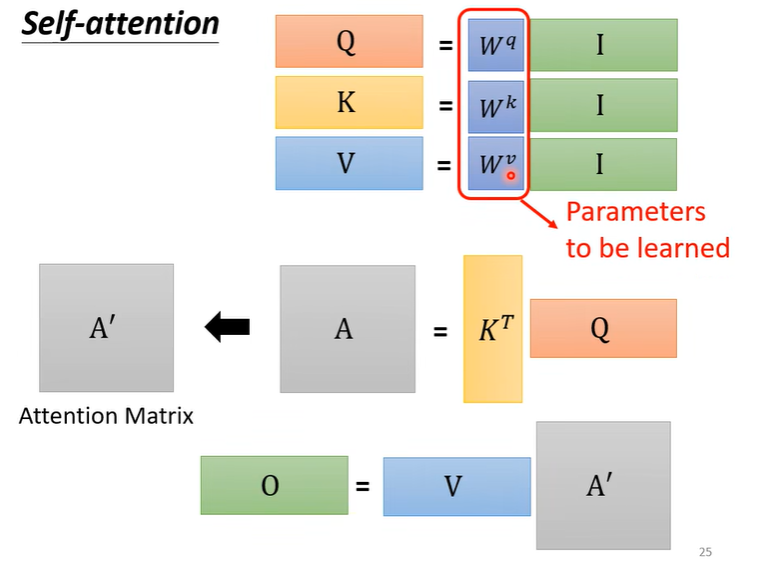 Self-attention
Q = W^q I
K = W^k I
V = W^v I
Parameters
to be learned
A′ A = K^T Q
Attention Matrix
O = V A′
25